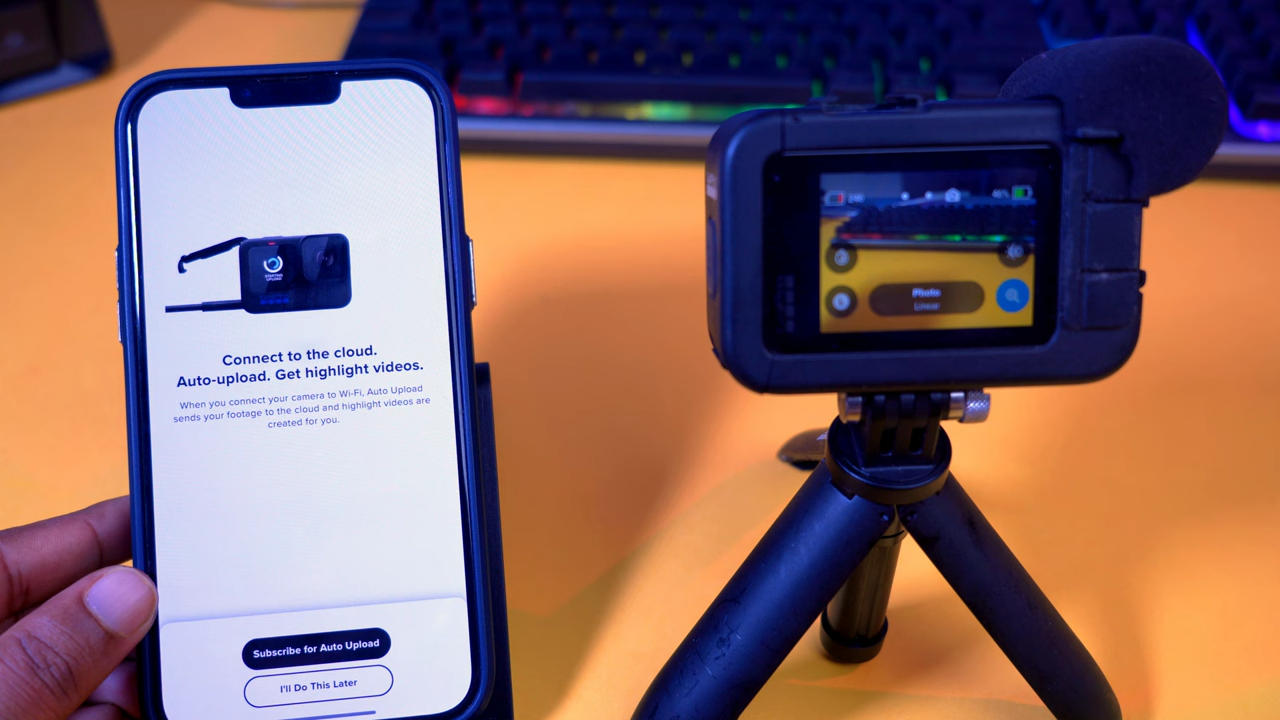 STARTING
UPLOAD
Connect to the cloud.
Auto-upload. Get highlight videos.
When you connect your camera to Wi-Fi, Auto Upload
sends your footage to the cloud and highlight videos are
created for you.
Subscribe for Auto Upload
I'll Do This Later
Photo
Linear